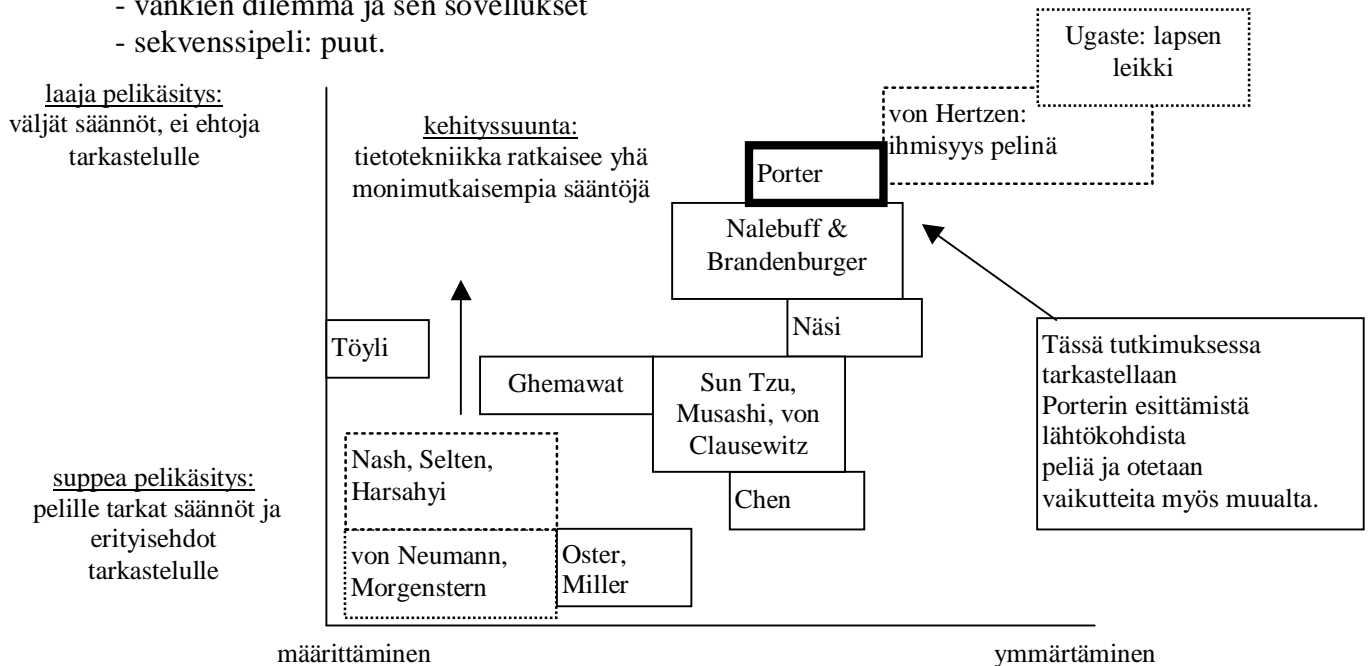 - vankien dilemma ja sen sovellukset
- sekvenssipeli: puut.
Ugaste: lapsen
leikki
laaja pelikäsitys:
väljät säännöt, ei ehtoja
tarkastelulle
kehityssuunta:
tietotekniikka ratkaisee yhä
monimutkaisempia sääntöjä
von Hertzen:
ihmisyys pelinä
Porter
Nalebuff &
Brandenburger
Näsi
Töyli
Ghemawat
Sun Tzu,
Musashi, von
Clausewitz
Tässä tutkimuksessa
tarkastellaan
Porterin esittämistä
lähtökohdista
peliä ja otetaan
vaikutteita myös muualta.
Nash, Selten,
Harsahyi
Chen
suppea pelikäsitys:
pelille tarkat säännöt ja
erityisehdot
tarkastelulle
von Neumann,
Morgenstern
Oster,
Miller
määrittäminen
ymmärtäminen